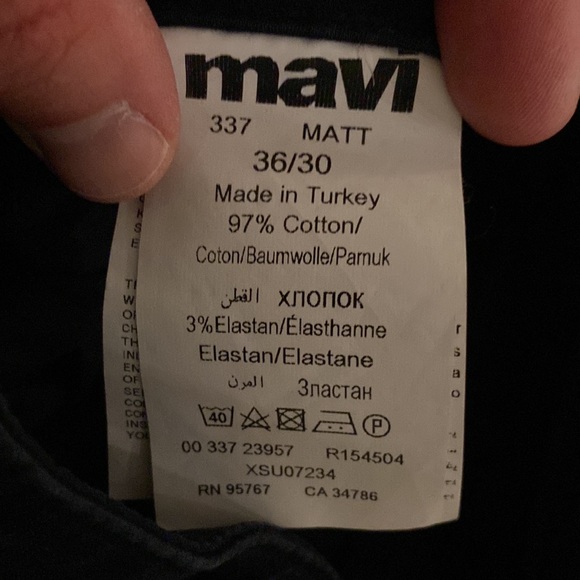 mavi
337 MATT
36/30
Made in Turkey
97% Cotton/
Coton/Baumwolle/Pamuk
القطن ХЛОПОК
3%Elastan/Élasthanne
Elastan/Elastane
المرن Эластан
40 P
00 337 23957 R154504
XSU07234
RN 95767 CA 34786